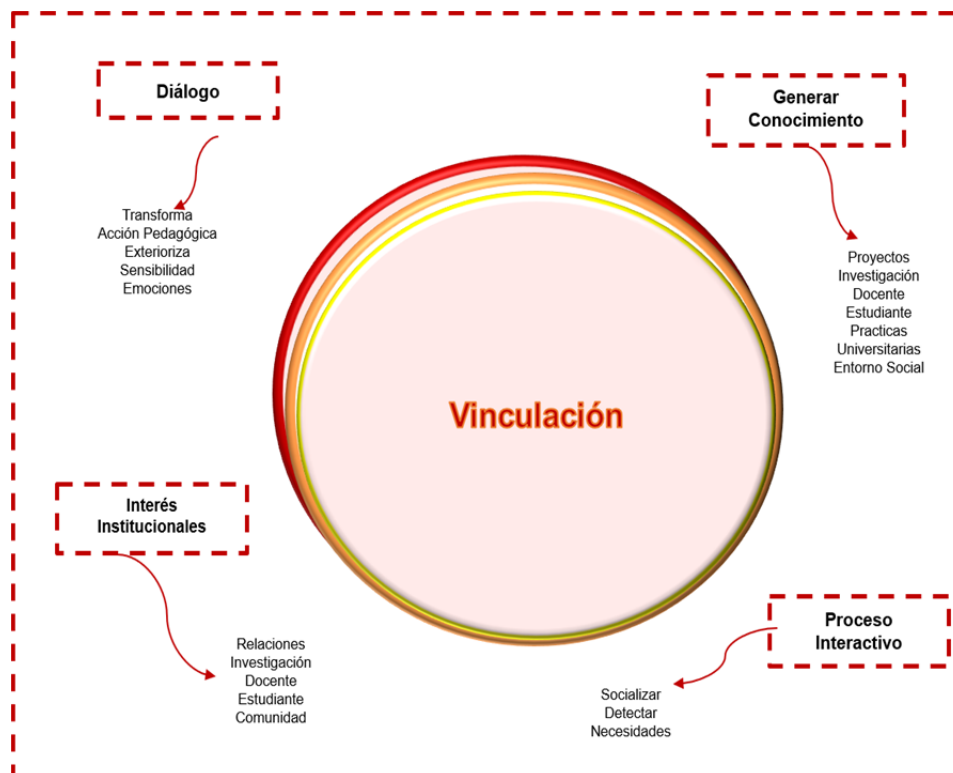 Diálogo
Transforma
Acción Pedagógica
Exterioriza
Sensibilidad
Emociones
Generar
Conocimiento
Proyectos
Investigación
Docente
Estudiante
Practicas
Universitarias
Entorno Social
Vinculación
Interés
Institucionales
Relaciones
Investigación
Docente
Estudiante
Comunidad
Proceso
Interactivo
Socializar
Detectar
Necesidades